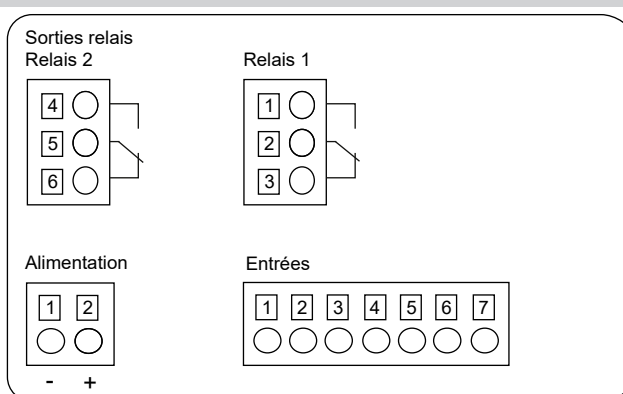 Sorties relais
Relais 2
Relais 1
4
5
6
1
2
3
Alimentation
Entrées
1 2
1 2 3 4 5 6 7
- +